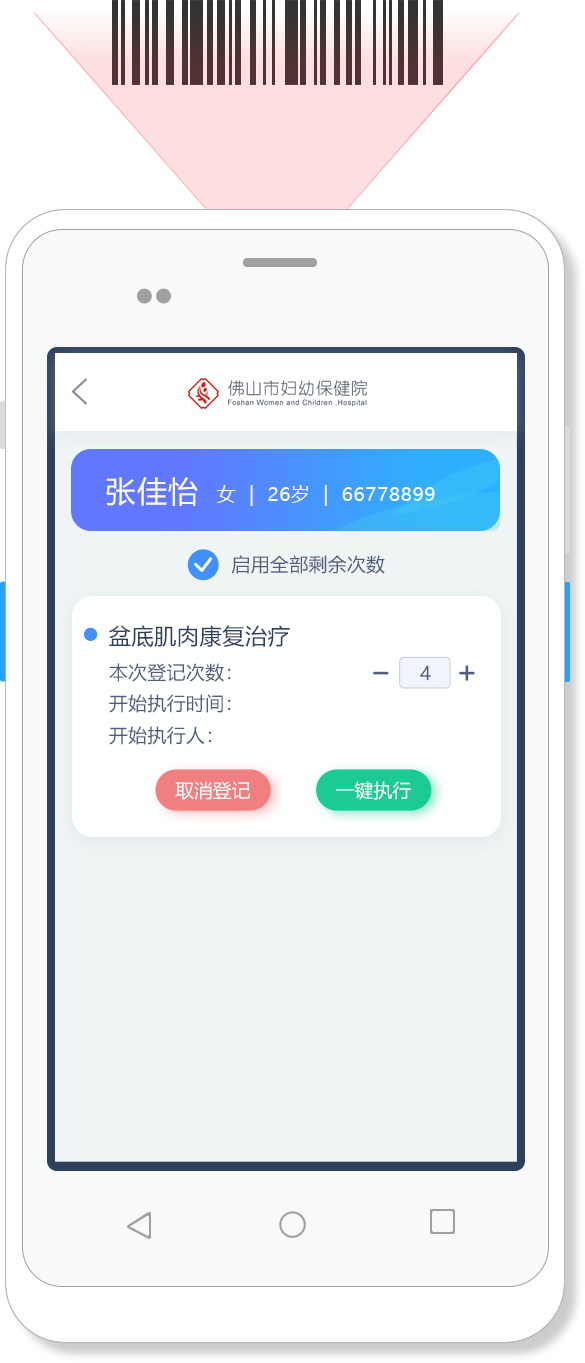 佛山市妇幼保健院
Foshan Women and Children Hospital
张佳怡 女 | 26岁 | 66778899
启用全部剩余次数
盆底肌肉康复治疗
本次登记次数: − 4 +
开始执行时间:
开始执行人:
取消登记 一键执行